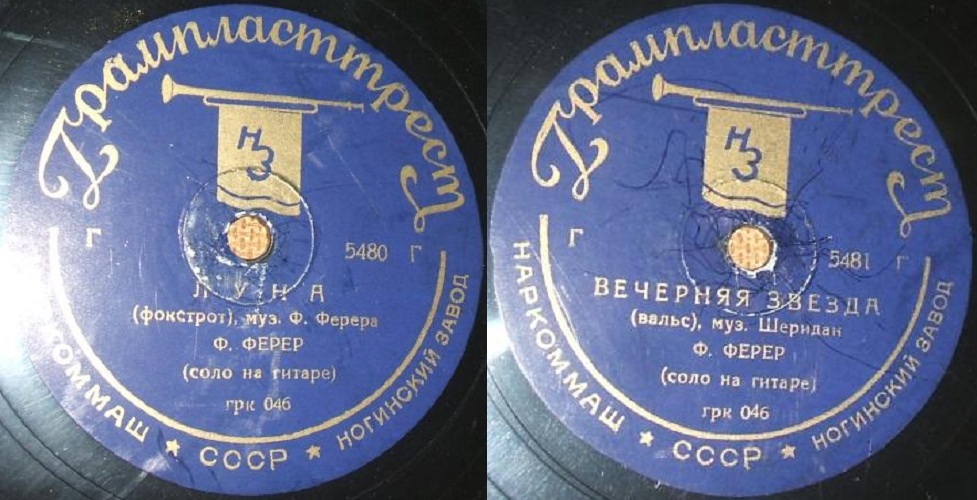 Грампласттрест
НЗ
Г
5480 Г
ЛУНА
(фокстрот), муз. Ф. Ферера
Ф. ФЕРЕР
(соло на гитаре)
грк 046
КОММАШ ★ СССР ★ НОГИНСКИЙ ЗАВОД
Грампласттрест
НЗ
Г
5481 Г
ВЕЧЕРНЯЯ ЗВЕЗДА
(вальс), муз. Шеридан
Ф. ФЕРЕР
(соло на гитаре)
грк 046
НАРКОММАШ ★ СССР ★ НОГИНСКИЙ ЗАВОД